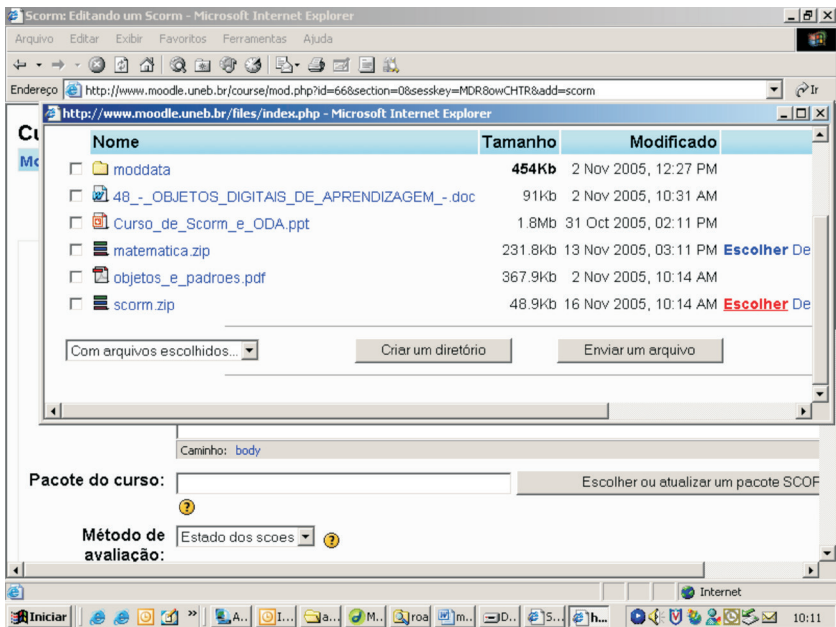 Scorm: Editando um Scorm - Microsoft Internet Explorer
Arquivo Editar Exibir Favoritos Ferramentas Ajuda
Endereço http://www.moodle.uneb.br/course/mod.php?id=66&section=0&sesskey=MDR8owCHTR&add=scorm Ir
http://www.moodle.uneb.br/files/index.php - Microsoft Internet Explorer
Nome Tamanho Modificado
moddata 454Kb 2 Nov 2005, 12:27 PM
48_-_OBJETOS_DIGITAIS_DE_APRENDIZAGEM_-.doc 91Kb 2 Nov 2005, 10:31 AM
Curso_de_Scorm_e_ODA.ppt 1.8Mb 31 Oct 2005, 02:11 PM
matematica.zip 231.8Kb 13 Nov 2005, 03:11 PM Escolher De
objetos_e_padroes.pdf 367.9Kb 2 Nov 2005, 10:14 AM
scorm.zip 48.9Kb 16 Nov 2005, 10:14 AM Escolher De
Com arquivos escolhidos... Criar um diretório Enviar um arquivo
Caminho: body
Pacote do curso: Escolher ou atualizar um pacote SCOR
Método de avaliação: Estado dos scoes
Internet
Iniciar A.. I... a... M.. roa m.. D.. S... h... 10:11